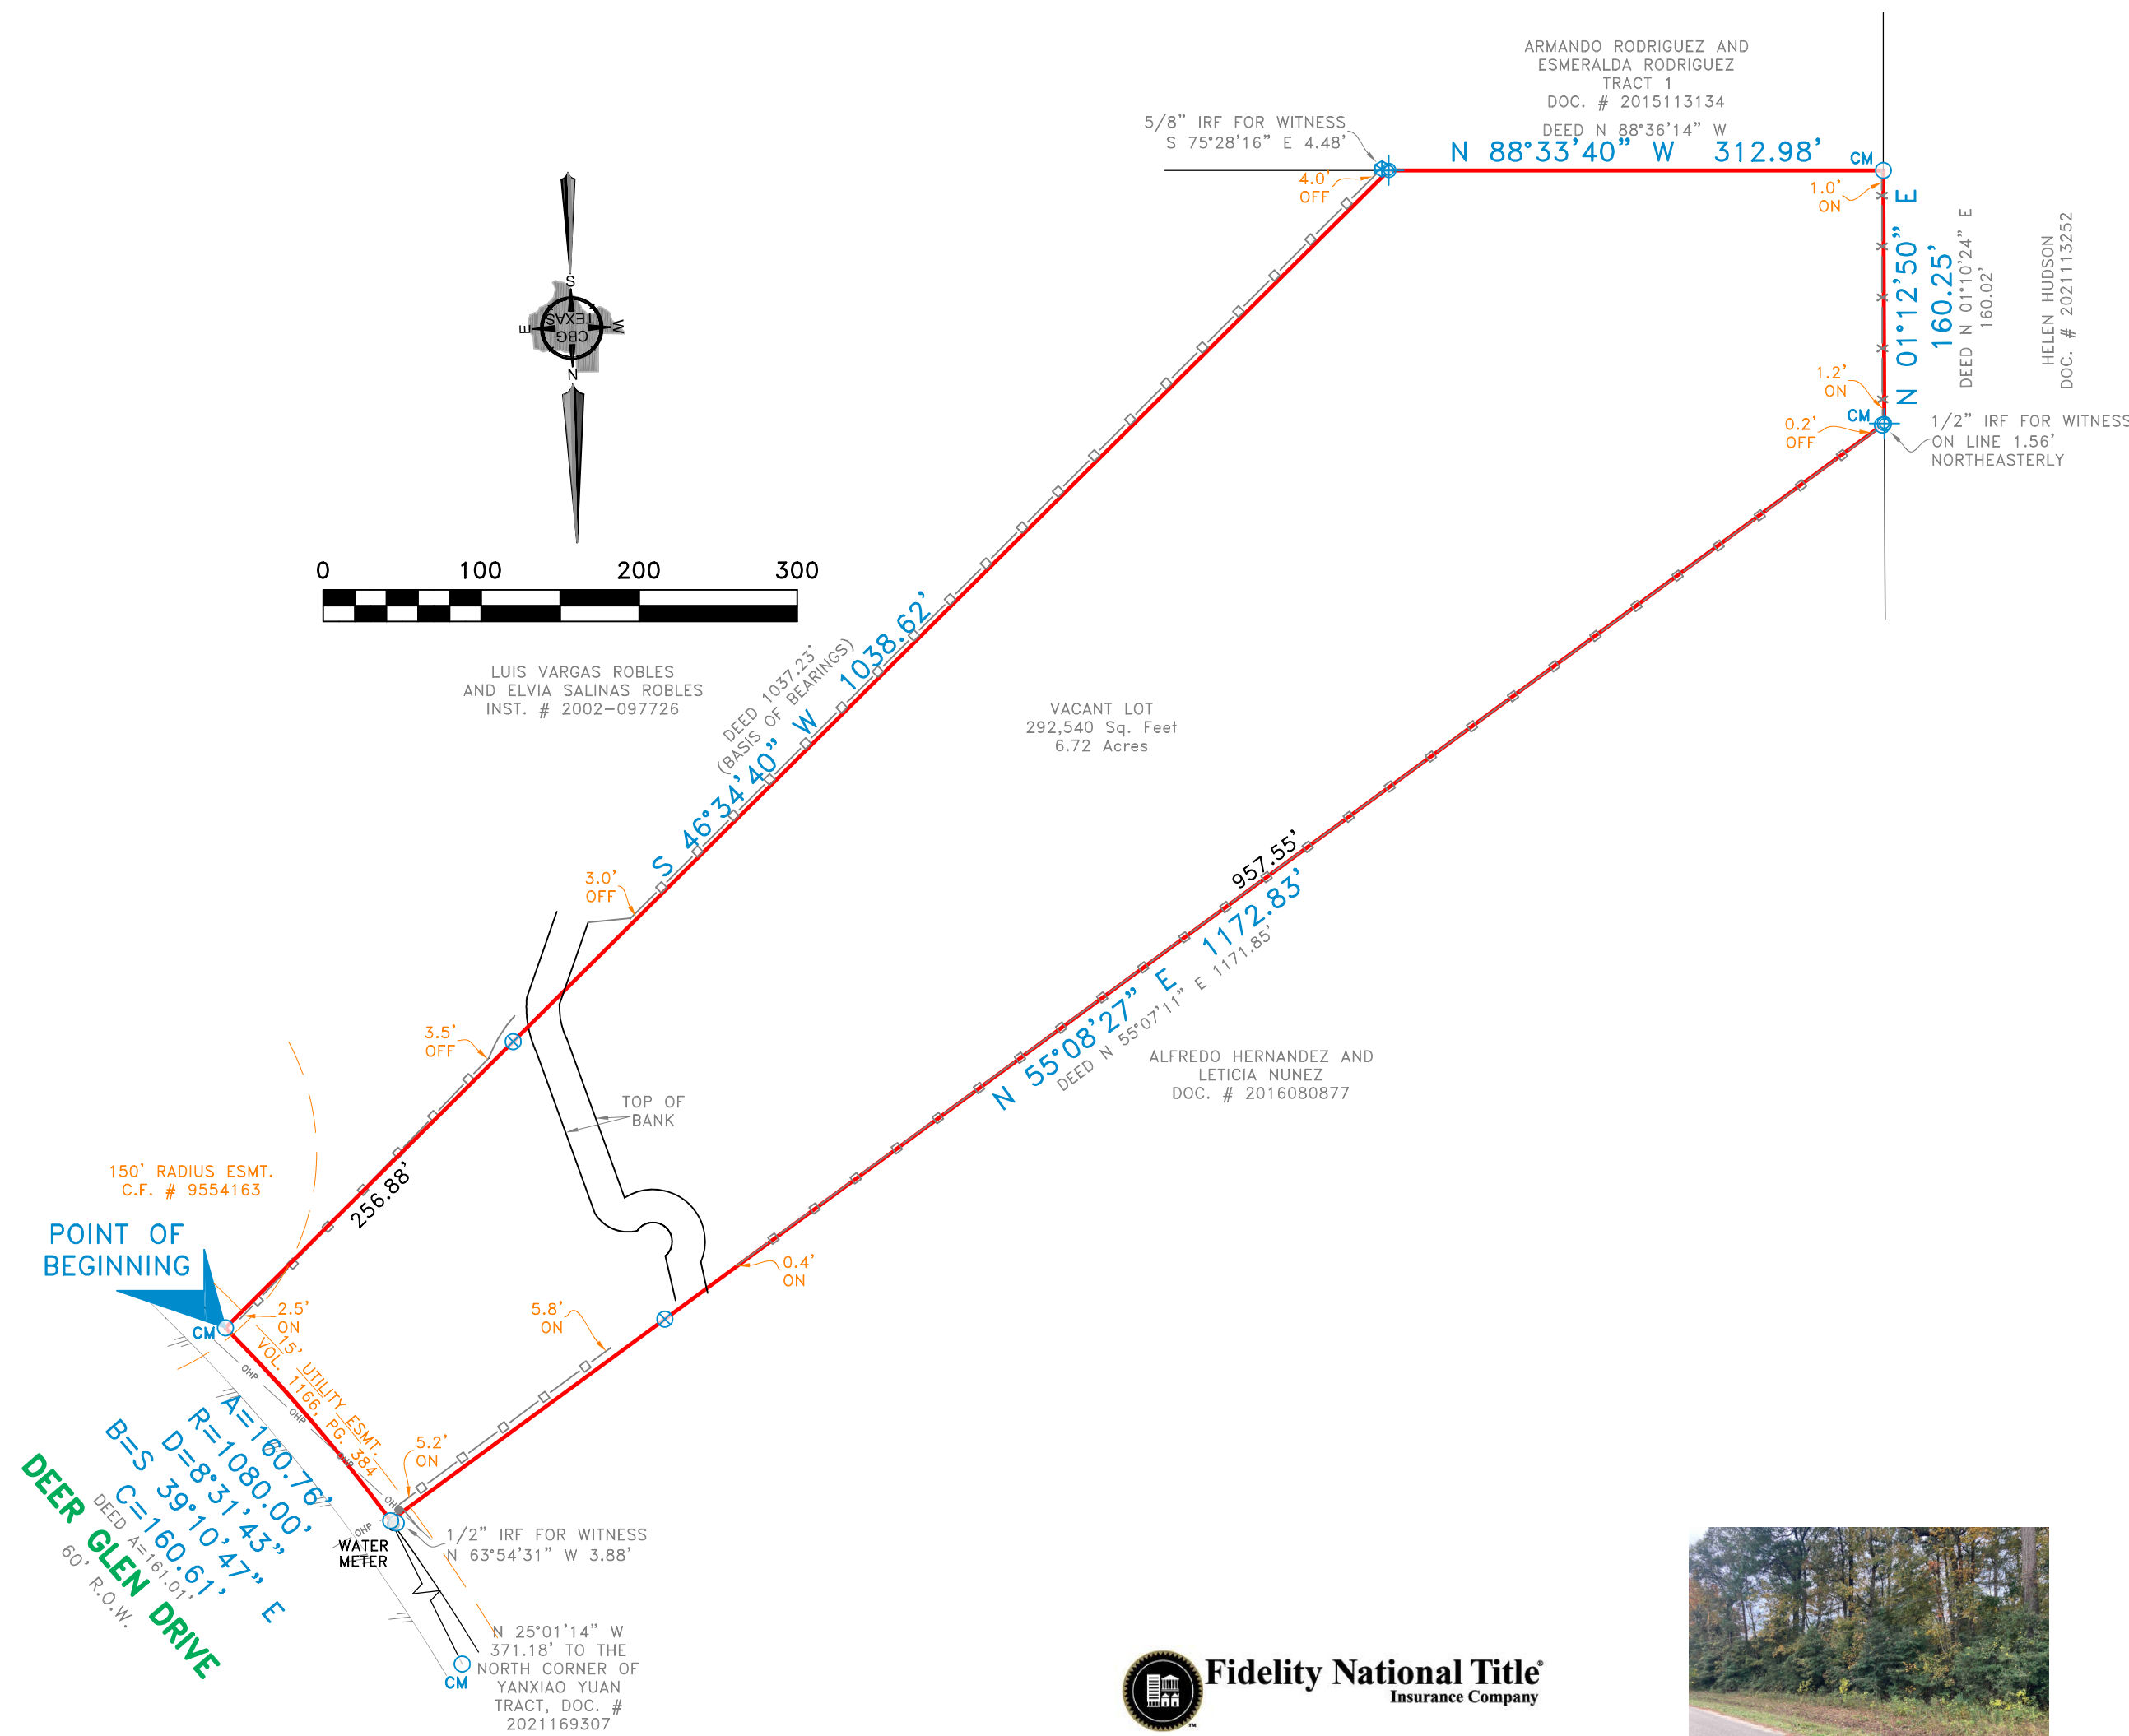 ARMANDO RODRIGUEZ AND
ESMERALDA RODRIGUEZ
TRACT 1
DOC. # 2015113134
DEED N 88°36'14" W
N 88°33'40" W 312.98'
CM
5/8" IRF FOR WITNESS
S 75°28'16" E 4.48'
4.0'
OFF
1.0'
ON
N 01°12'50" E
160.25'
DEED N 01°10'24" E
160.02'
HELEN HUDSON
DOC. # 2021113252
1.2'
ON
CM
0.2'
OFF
1/2" IRF FOR WITNESS
ON LINE 1.56'
NORTHEASTERLY
S
E
W
CBG
TEXAS
N
0 100 200 300
LUIS VARGAS ROBLES
AND ELVIA SALINAS ROBLES
INST. # 2002-097726
DEED 1037.23'
(BASIS OF BEARINGS)
S 46°34'40" W 1038.62'
VACANT LOT
292,540 Sq. Feet
6.72 Acres
3.0'
OFF
957.55'
N 55°08'27" E 1172.83'
DEED N 55°07'11" E 1171.85'
ALFREDO HERNANDEZ AND
LETICIA NUNEZ
DOC. # 2016080877
3.5'
OFF
TOP OF
BANK
150' RADIUS ESMT.
C.F. # 9554163
256.88'
POINT OF
BEGINNING
CM
2.5'
ON
0.4'
ON
5.8'
ON
5.2'
ON
15' UTILITY ESMT.
VOL. 1166, PG. 384
OHP
OHP
OHP
OHP
OHP
A=160.76'
R=1080.00'
D=8°31'43"
B=S 39°10'47" E
C=160.61'
DEED A=161.01'
DEER GLEN DRIVE
60' R.O.W.
WATER
METER
1/2" IRF FOR WITNESS
N 63°54'31" W 3.88'
CM
N 25°01'14" W
371.18' TO THE
NORTH CORNER OF
YANXIAO YUAN
TRACT, DOC. #
2021169307
Fidelity National Title®
Insurance Company